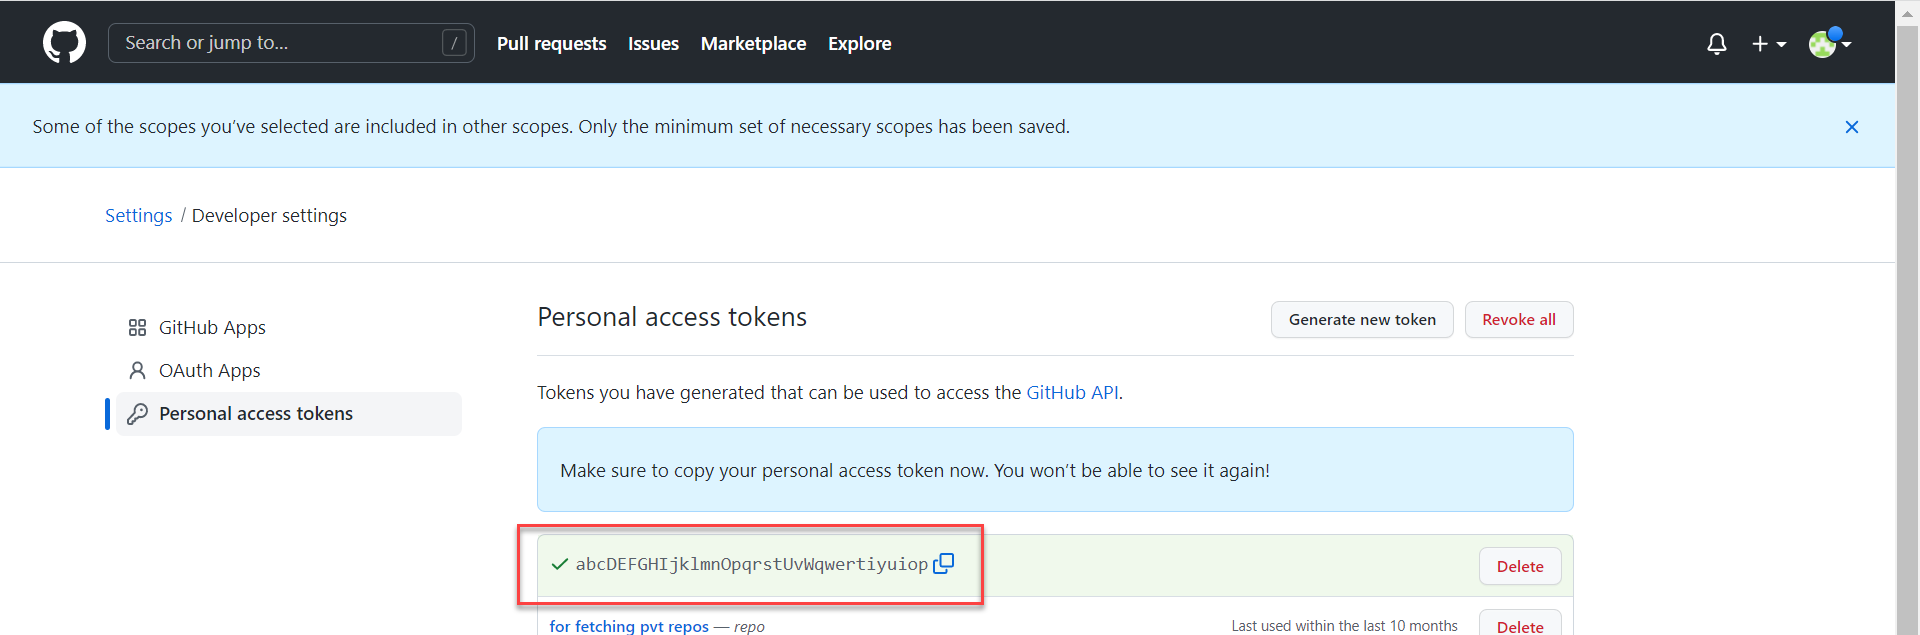 Search or jump to... /
Pull requests Issues Marketplace Explore
Some of the scopes you’ve selected are included in other scopes. Only the minimum set of necessary scopes has been saved.
Settings / Developer settings
GitHub Apps
OAuth Apps
Personal access tokens
Personal access tokens
Generate new token Revoke all
Tokens you have generated that can be used to access the GitHub API.
Make sure to copy your personal access token now. You won’t be able to see it again!
abcDEFGHIjklmnOpqrstUvWqwertiyuiop Delete
for fetching pvt repos — repo Last used within the last 10 months Delete